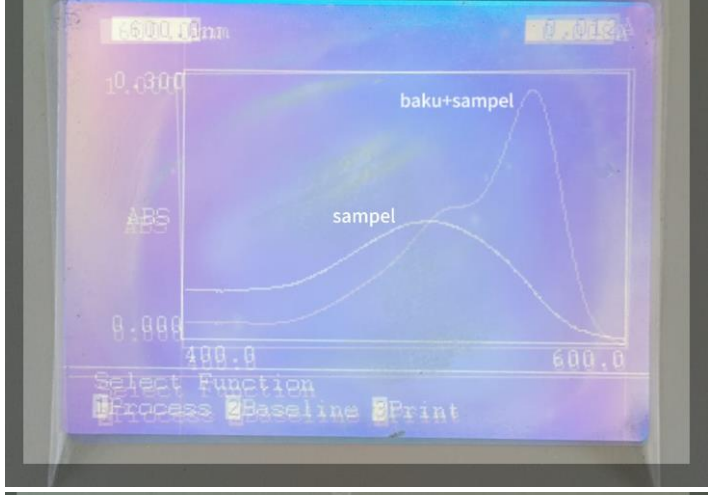 600.0nm
0.300
baku+sampel
ABS
sampel
0.000
400.0 600.0
Select Function
1Process 2Baseline 3Print